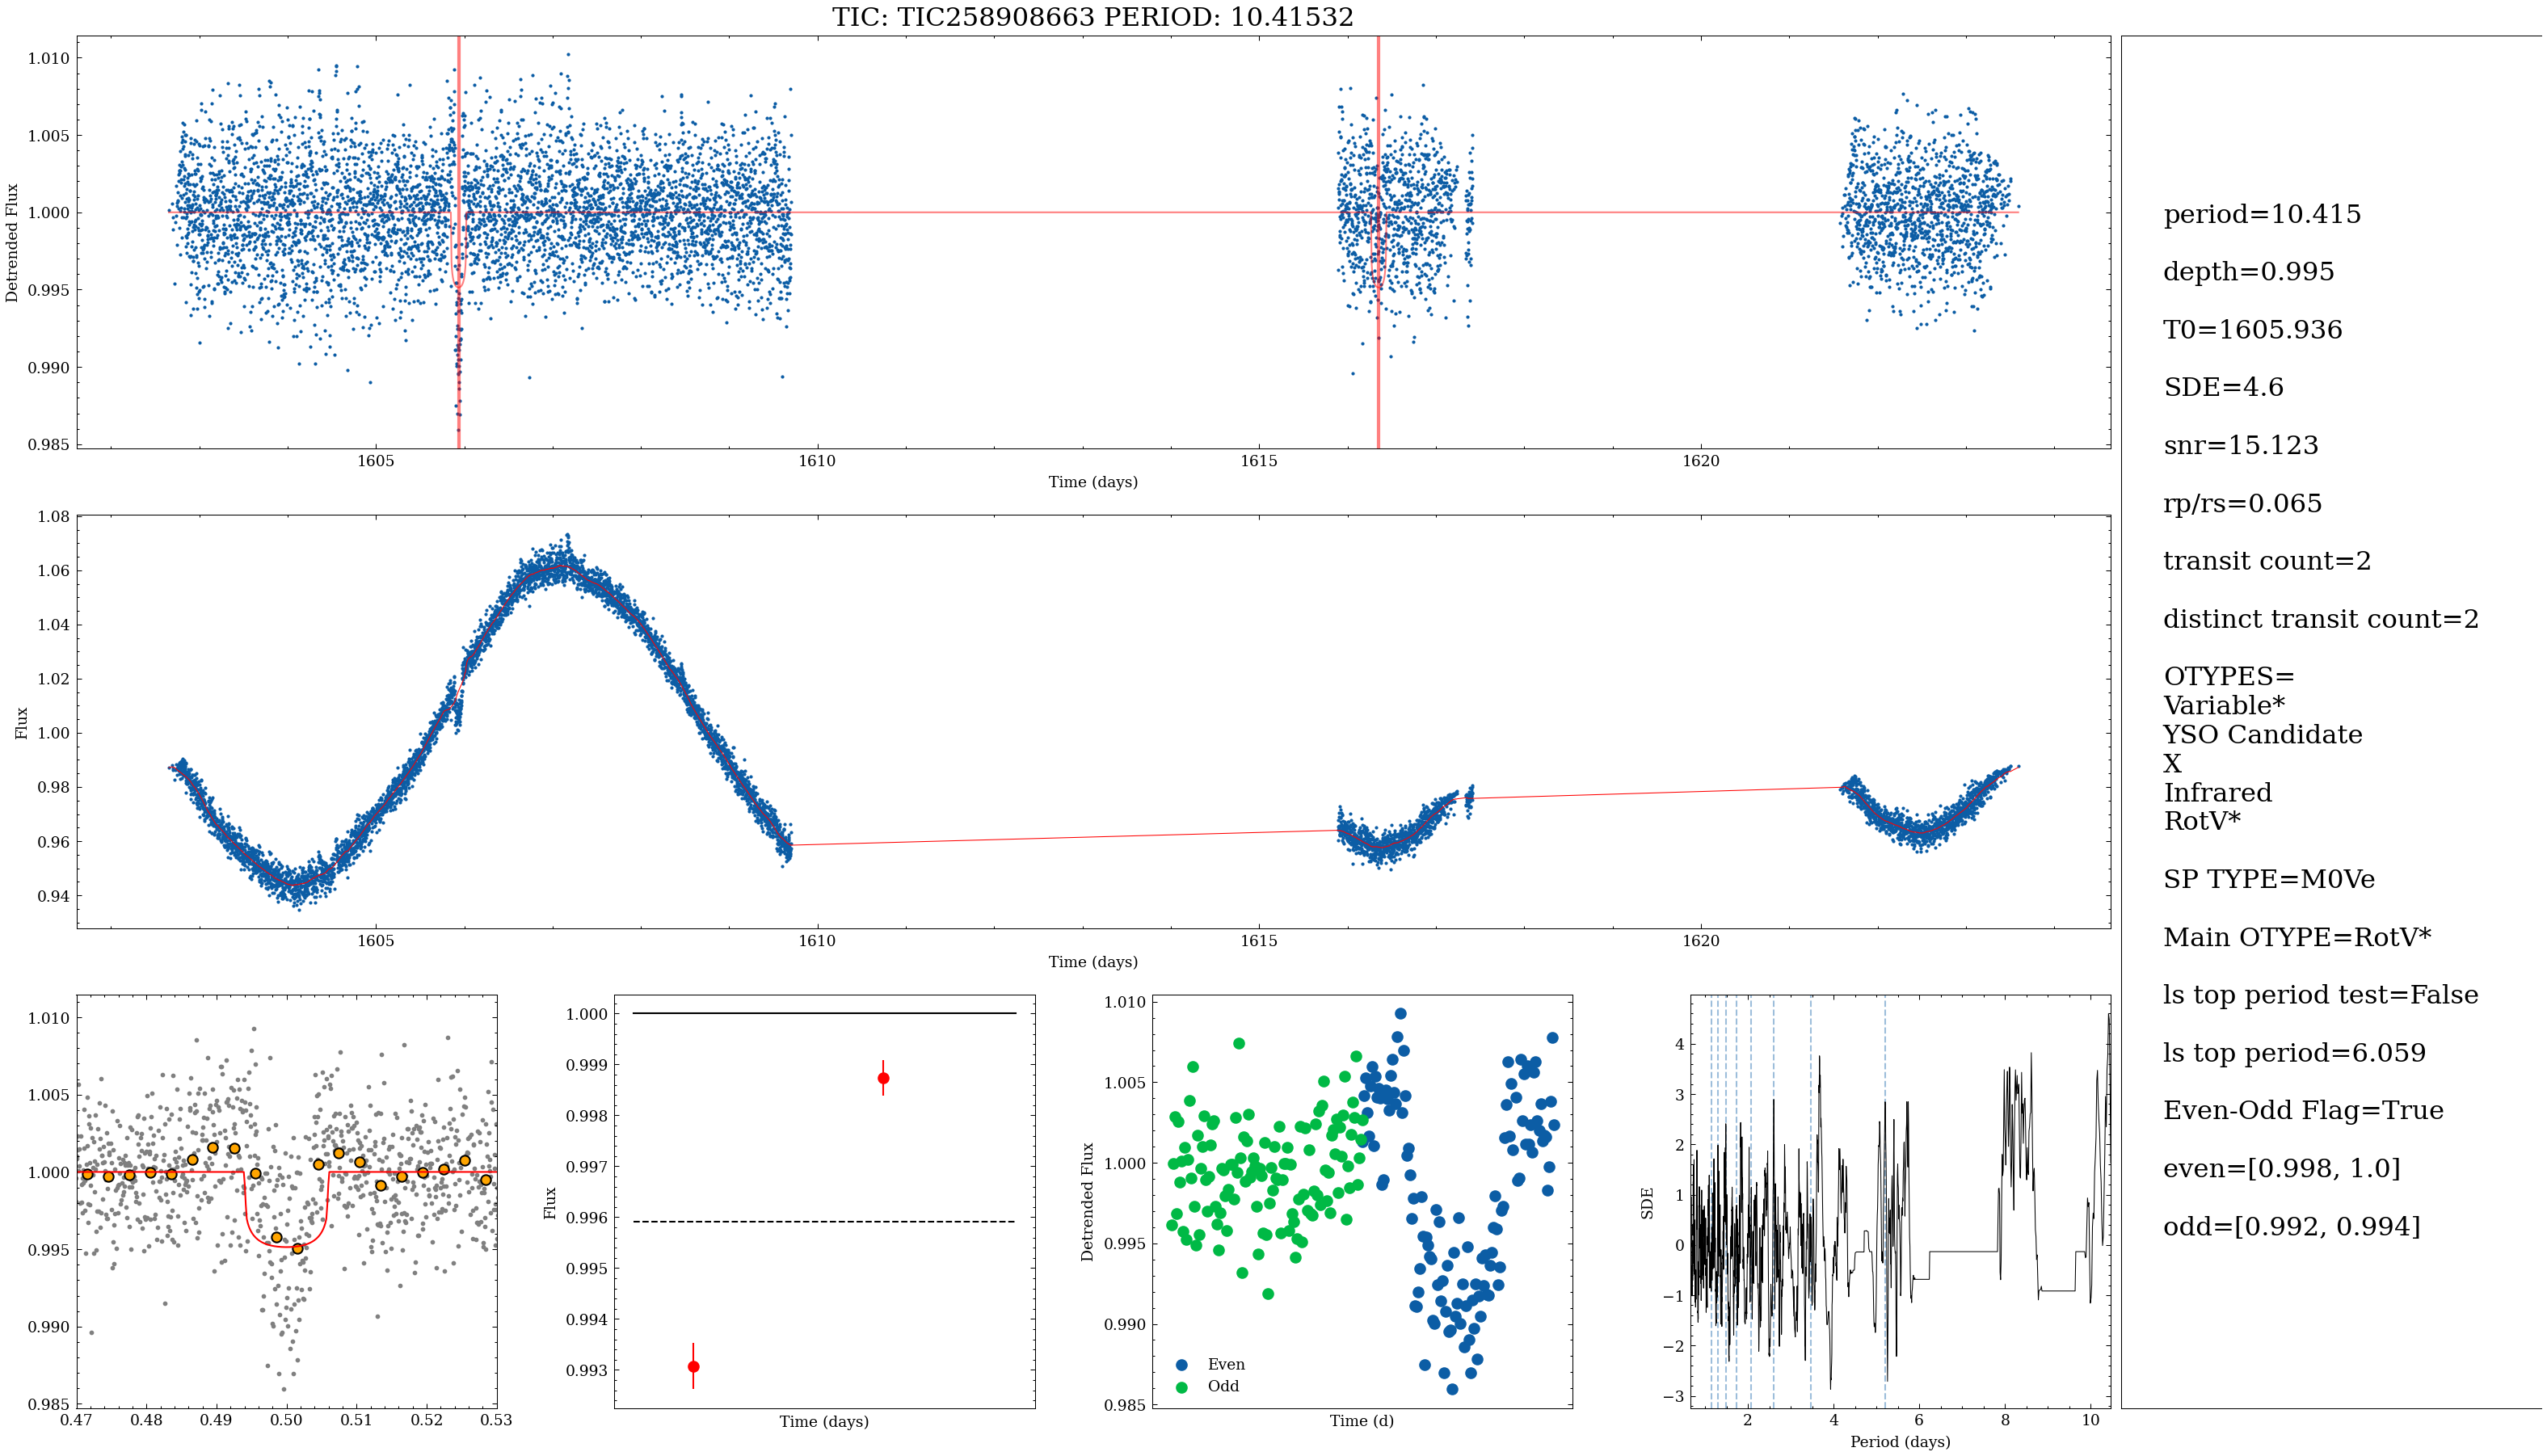 TIC: TIC258908663 PERIOD: 10.41532
1.010
1.005
1.000
0.995
0.990
0.985
Detrended Flux
1605
1610
1615
1620
Time (days)
1.08
1.06
1.04
1.02
1.00
0.98
0.96
0.94
Flux
1605
1610
1615
1620
Time (days)
1.010
1.005
1.000
0.995
0.990
0.985
0.47
0.48
0.49
0.50
0.51
0.52
0.53
1.000
0.999
0.998
0.997
0.996
0.995
0.994
0.993
Flux
Time (days)
1.010
1.005
1.000
0.995
0.990
0.985
Detrended Flux
Even
Odd
Time (d)
4
3
2
1
0
−1
−2
−3
SDE
2
4
6
8
10
Period (days)
period=10.415
depth=0.995
T0=1605.936
SDE=4.6
snr=15.123
rp/rs=0.065
transit count=2
distinct transit count=2
OTYPES=
Variable*
YSO Candidate
X
Infrared
RotV*
SP TYPE=M0Ve
Main OTYPE=RotV*
ls top period test=False
ls top period=6.059
Even-Odd Flag=True
even=[0.998, 1.0]
odd=[0.992, 0.994]